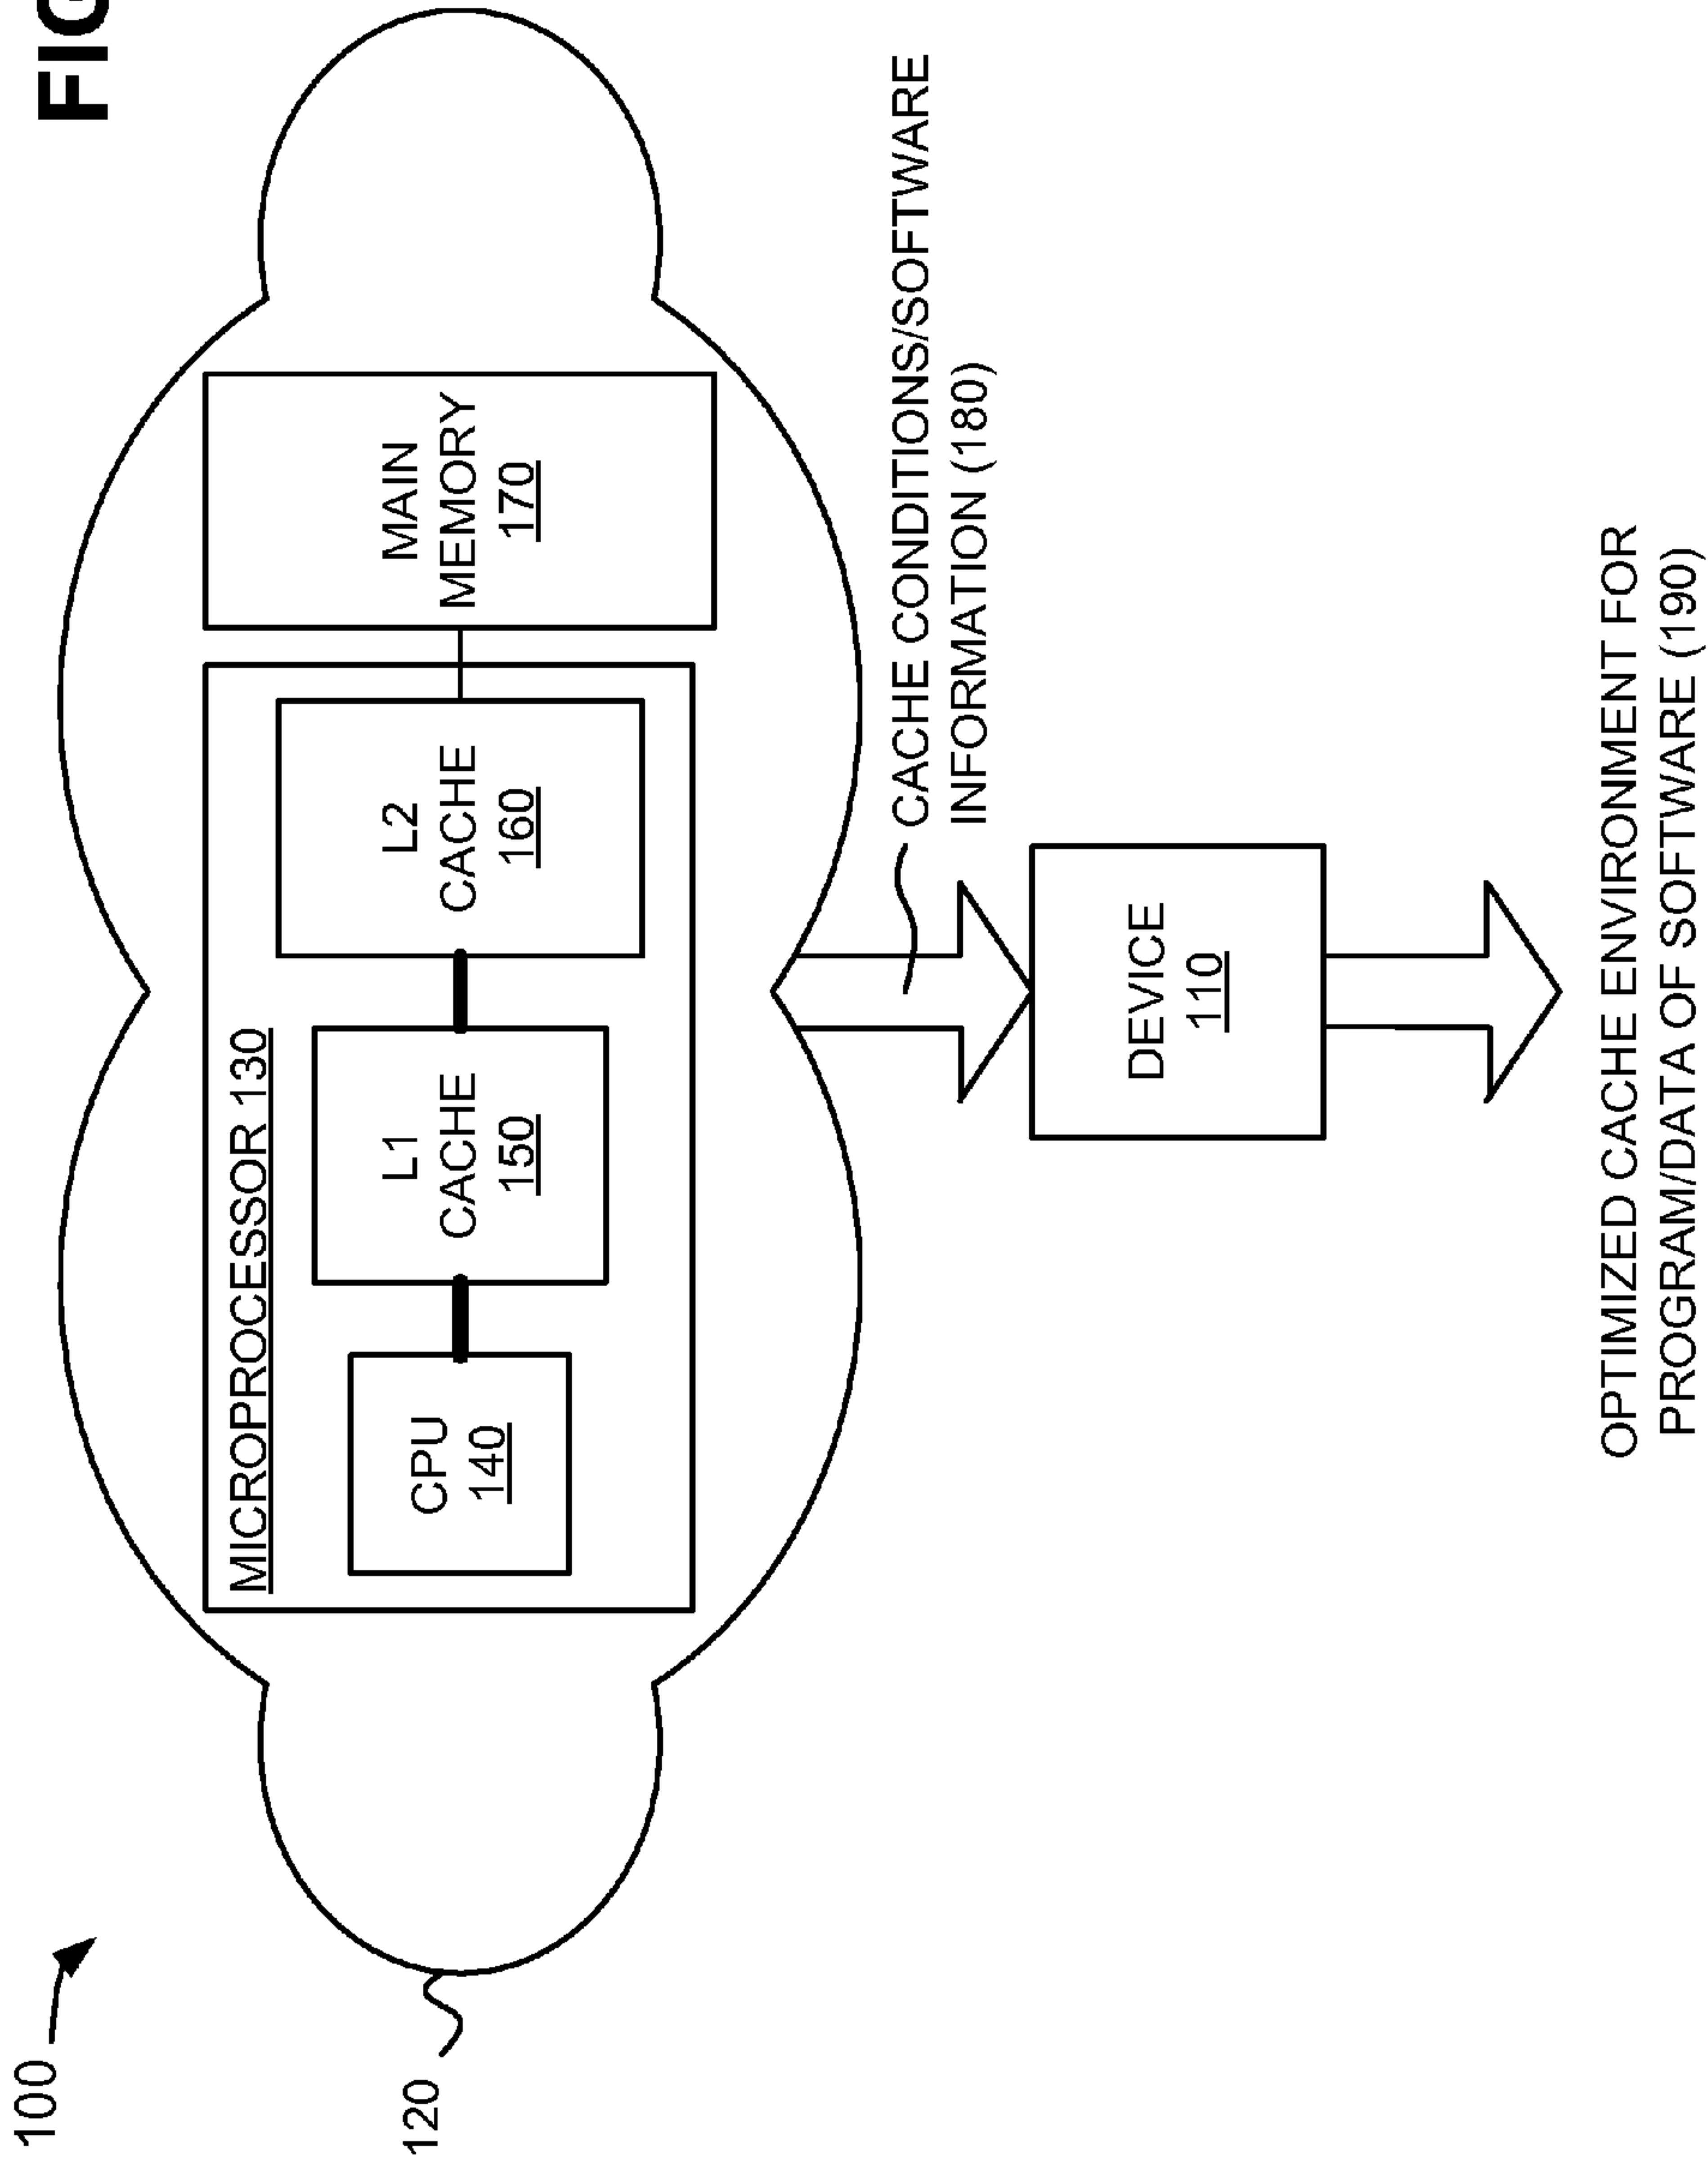 FIG
100
120
MICROPROCESSOR 130
CPU
140
L1
CACHE
150
L2
CACHE
160
MAIN
MEMORY
170
CACHE CONDITIONS/SOFTWARE
INFORMATION (180)
DEVICE
110
OPTIMIZED CACHE ENVIRONMENT FOR
PROGRAM/DATA OF SOFTWARE (190)